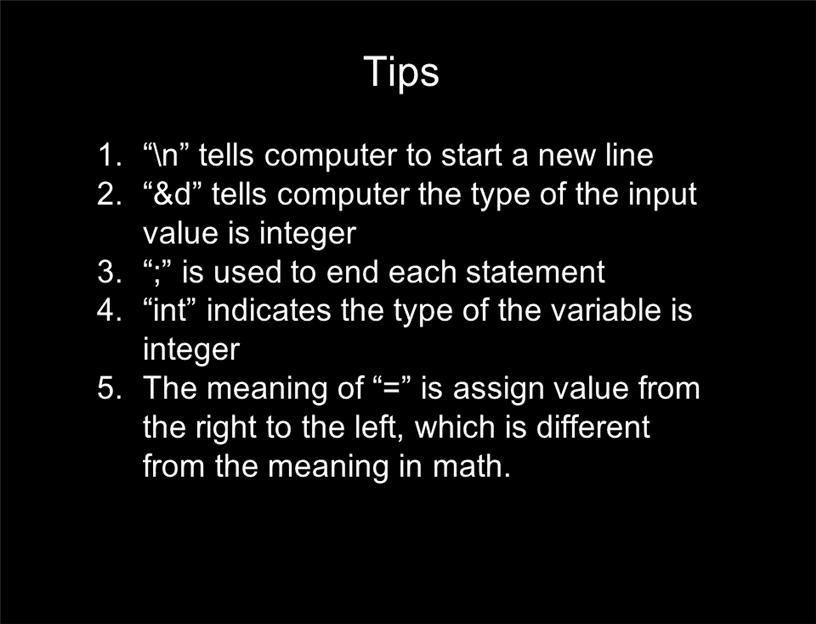 Tips
1. “\n” tells computer to start a new line
2. “&d” tells computer the type of the input
value is integer
3. “;” is used to end each statement
4. “int” indicates the type of the variable is
integer
5. The meaning of “=” is assign value from
the right to the left, which is different
from the meaning in math.